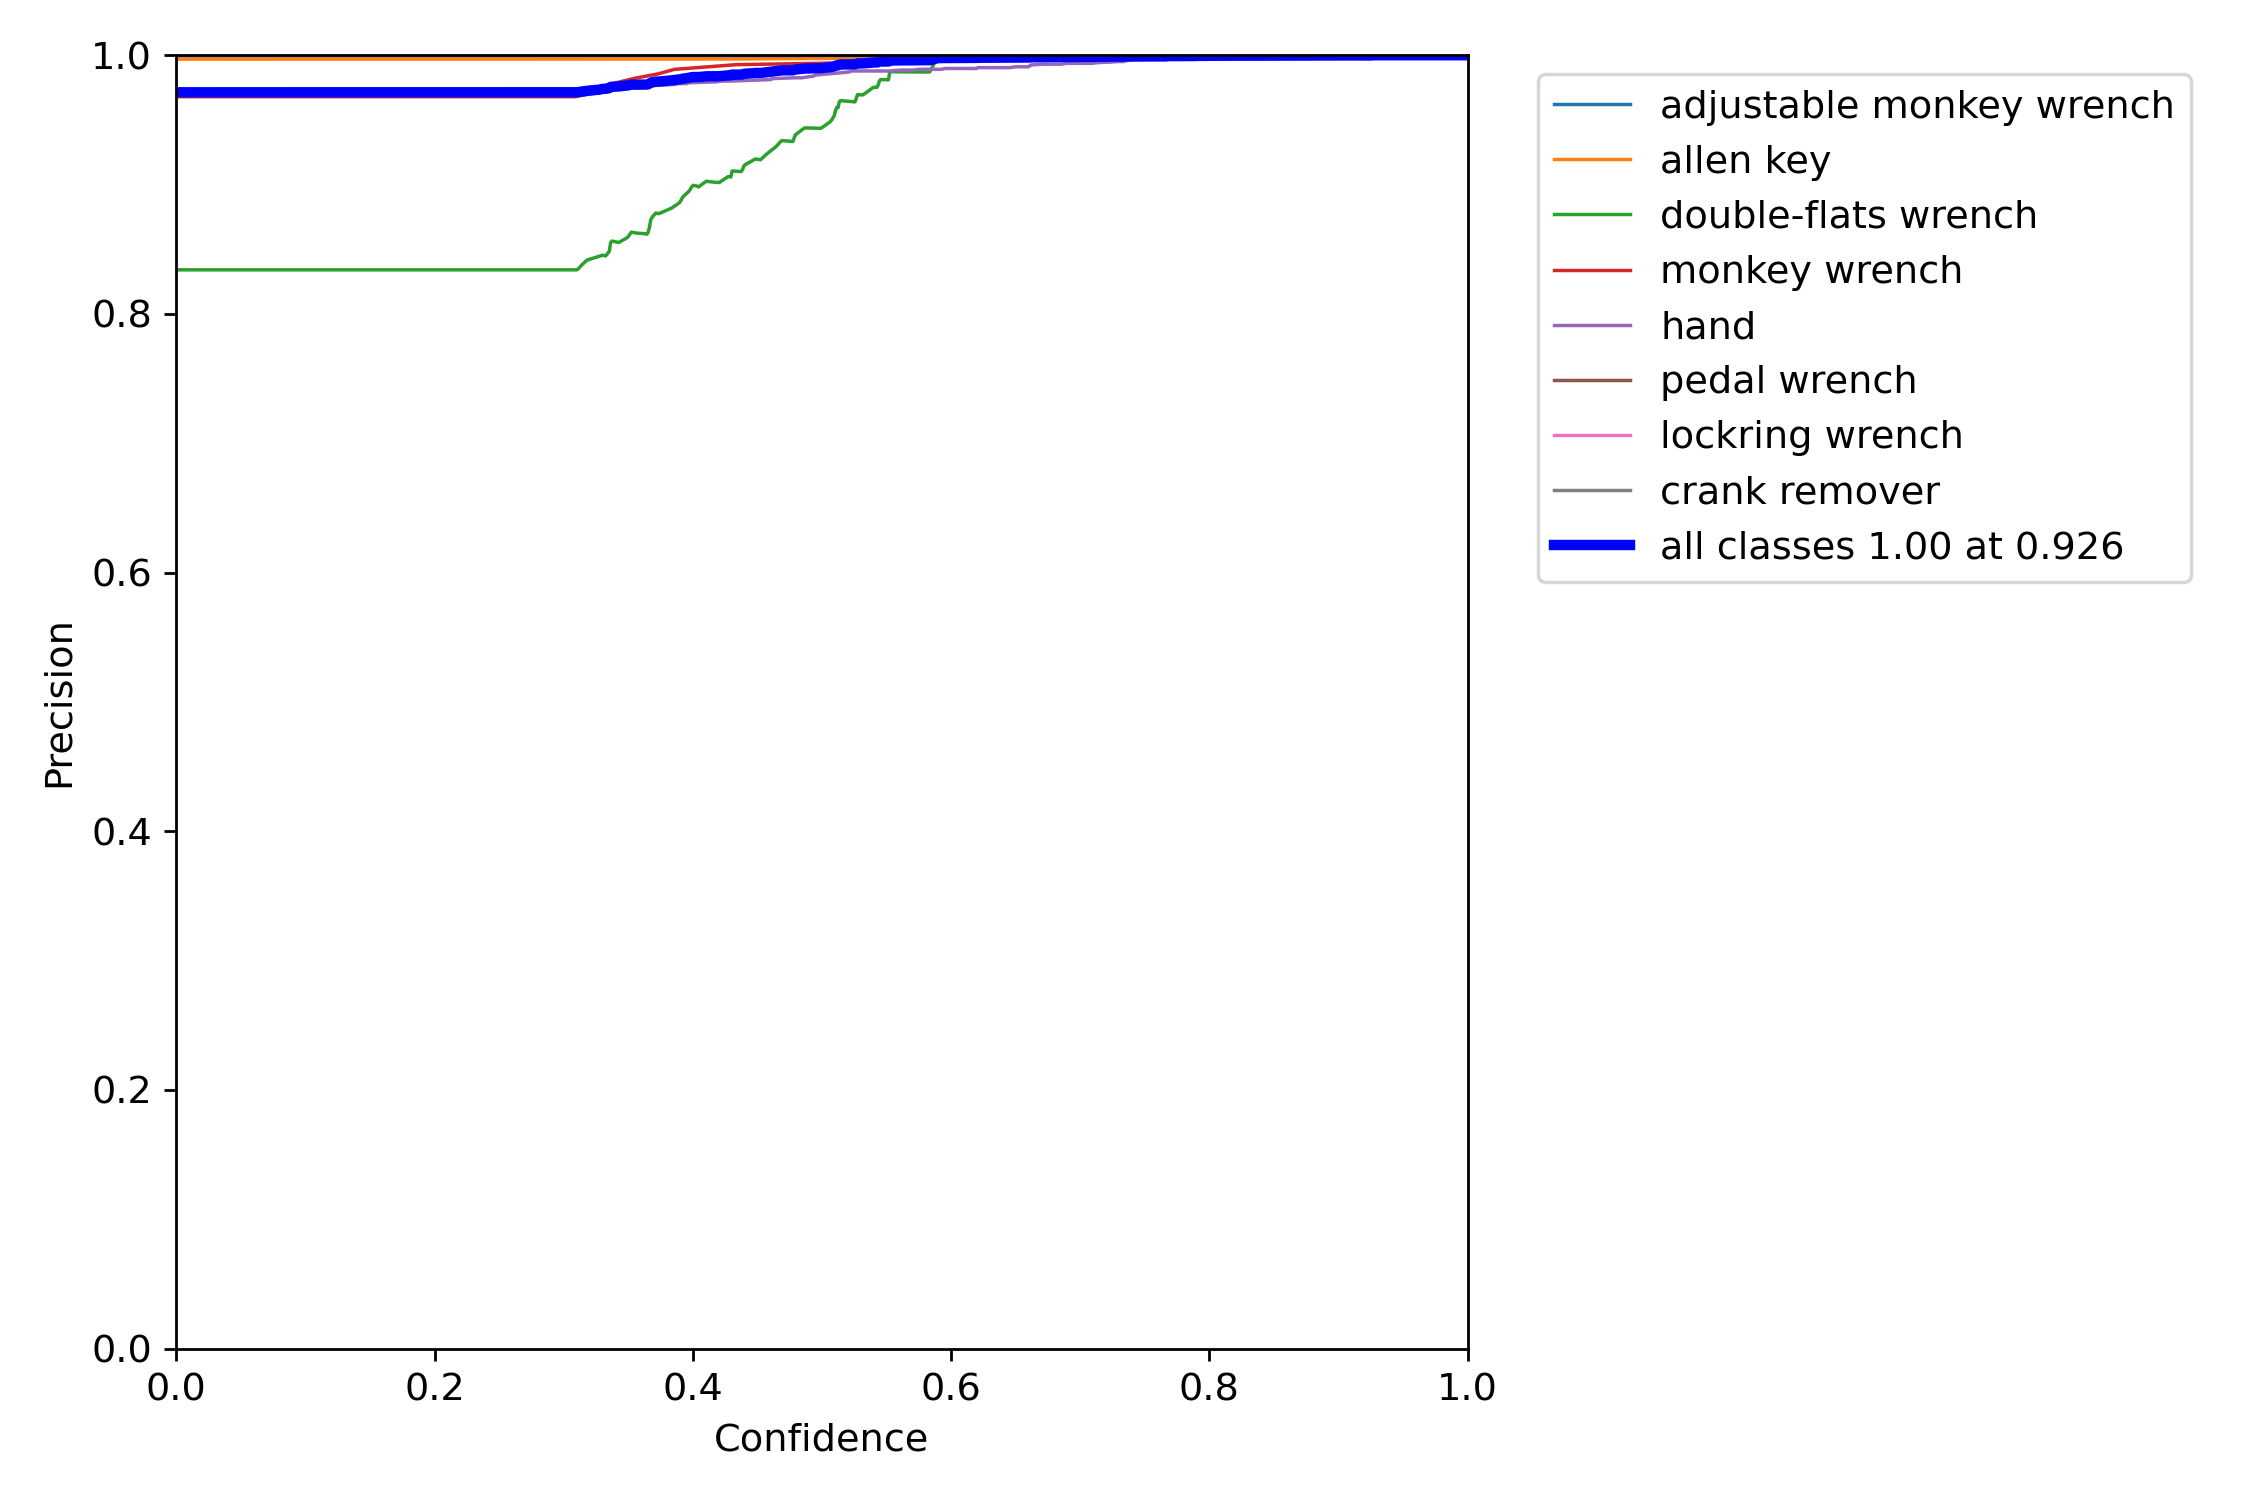 1.0
0.8
0.6
0.4
0.2
0.0
0.0 0.2 0.4 0.6 0.8 1.0
Precision
Confidence
adjustable monkey wrench
allen key
double-flats wrench
monkey wrench
hand
pedal wrench
lockring wrench
crank remover
all classes 1.00 at 0.926